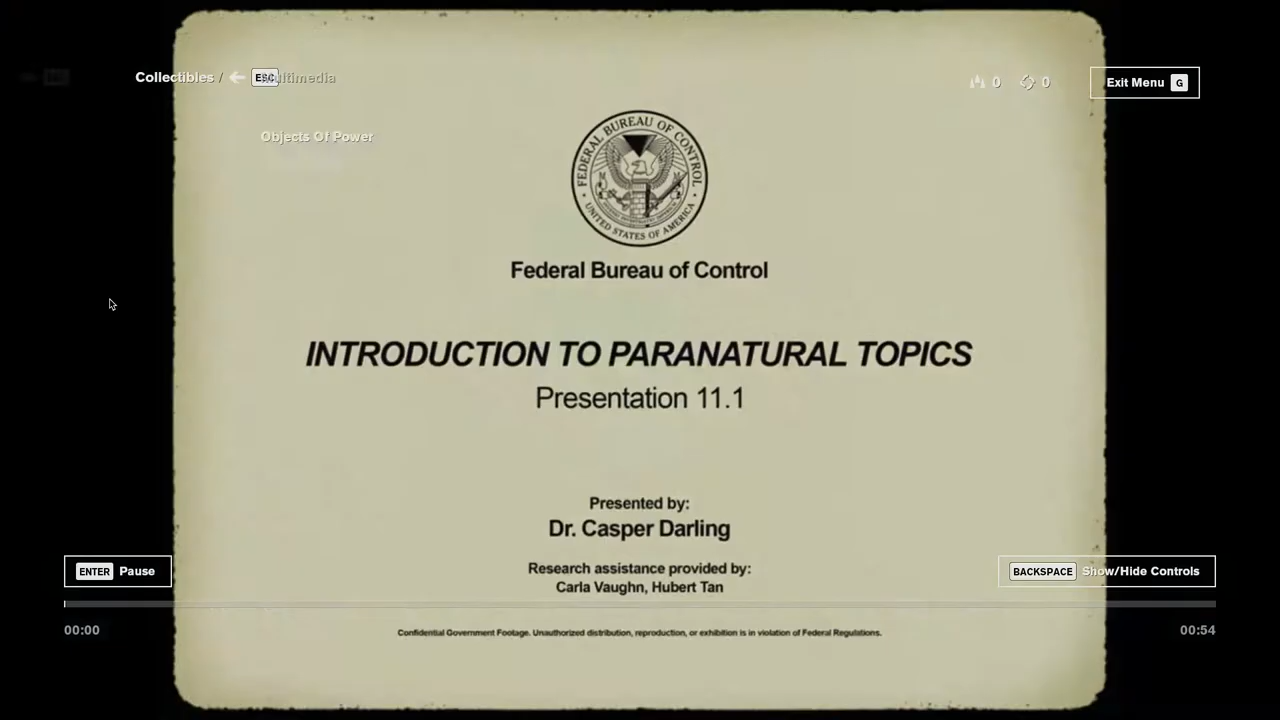 Collectibles / ← ESC Multimedia
0 0
Exit Menu G
Objects Of Power
FEDERAL BUREAU OF CONTROL
UNITED STATES OF AMERICA
Federal Bureau of Control
INTRODUCTION TO PARANATURAL TOPICS
Presentation 11.1
Presented by:
Dr. Casper Darling
Research assistance provided by:
Carla Vaughn, Hubert Tan
ENTER Pause
BACKSPACE Show/Hide Controls
00:00
00:54
Confidential Government Footage. Unauthorized distribution, reproduction, or exhibition is in violation of Federal Regulations.